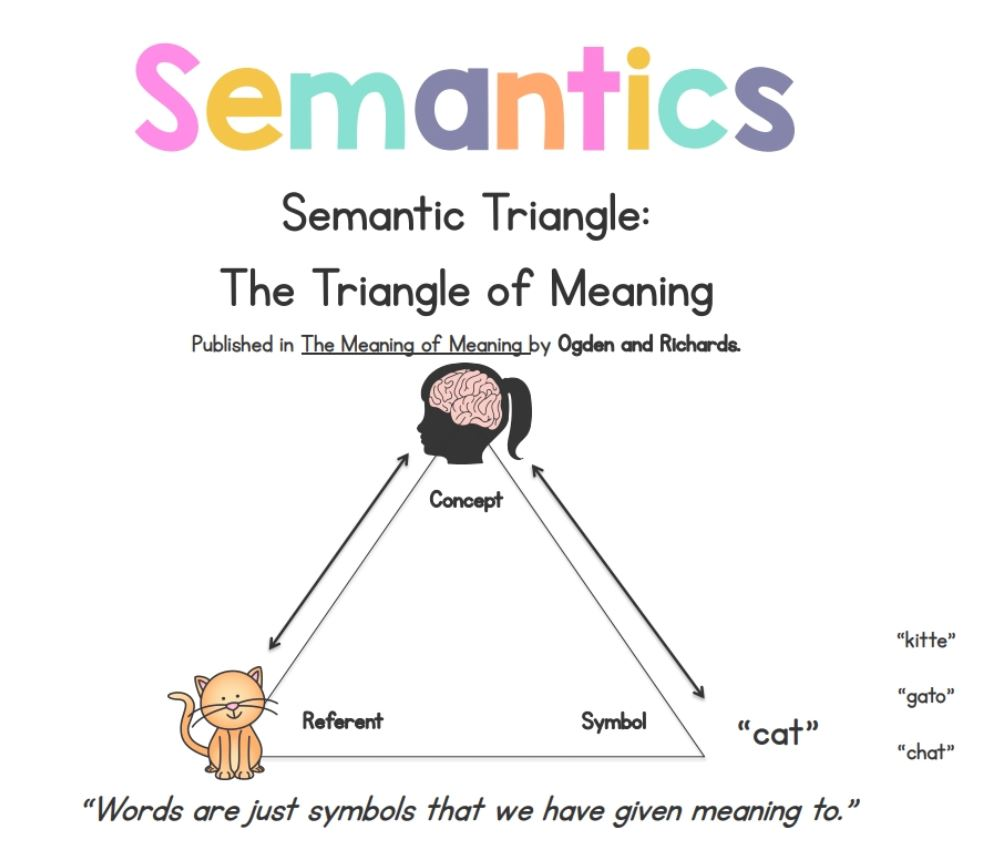 Semantics
Semantic Triangle:
The Triangle of Meaning
Published in The Meaning of Meaning by Ogden and Richards.
Concept
Referent
Symbol
“cat”
“kitte”
“gato”
“chat”
“Words are just symbols that we have given meaning to.”